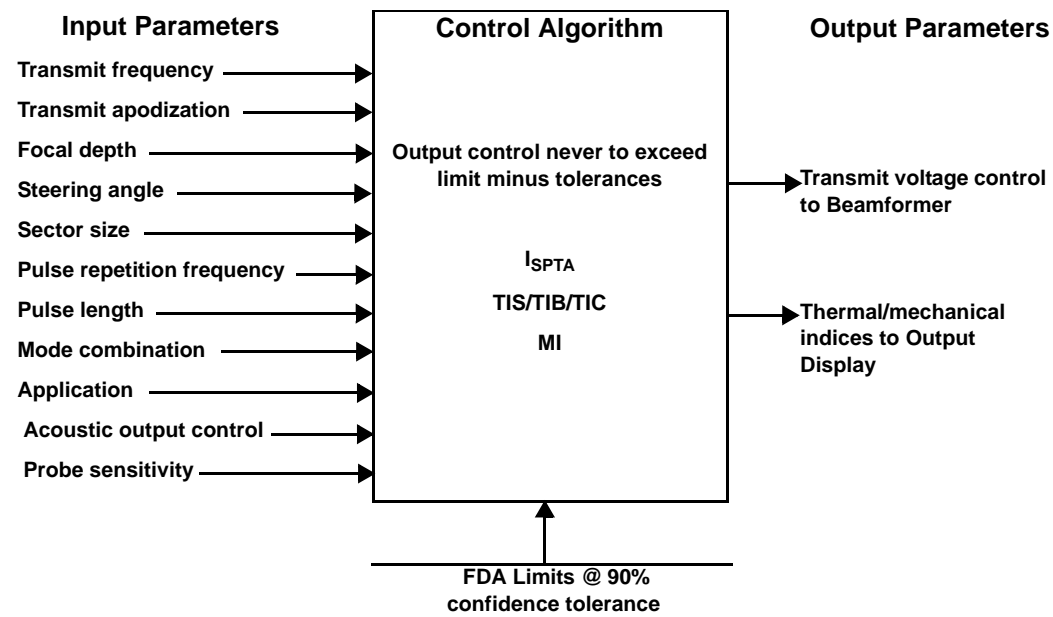 Input Parameters
Transmit frequency
Transmit apodization
Focal depth
Steering angle
Sector size
Pulse repetition frequency
Pulse length
Mode combination
Application
Acoustic output control
Probe sensitivity
Control Algorithm
Output control never to exceed
limit minus tolerances
ISPTA
TIS/TIB/TIC
MI
FDA Limits @ 90%
confidence tolerance
Output Parameters
Transmit voltage control
to Beamformer
Thermal/mechanical
indices to Output
Display